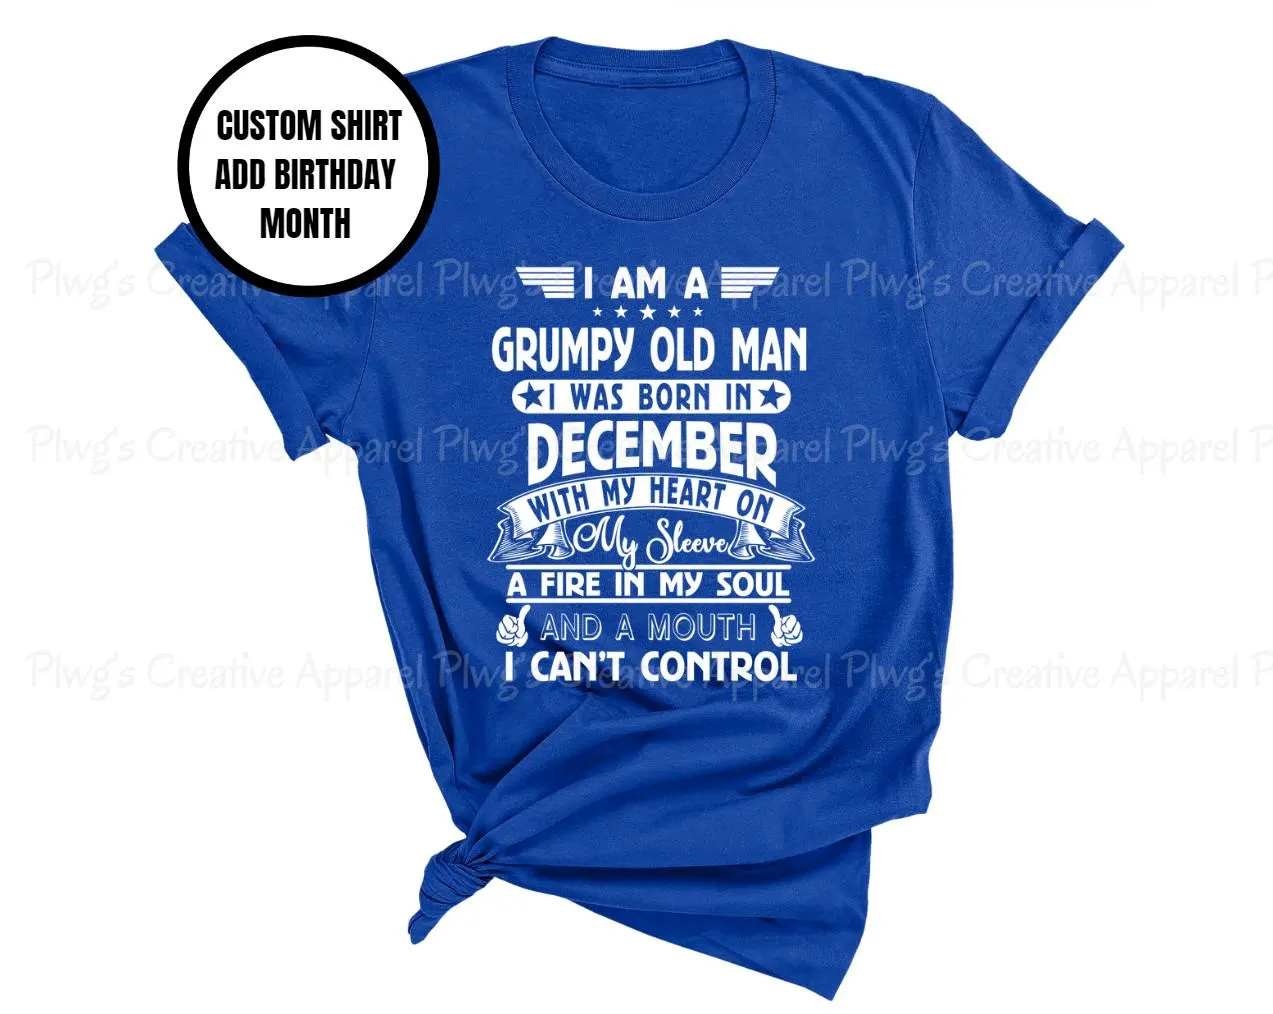 CUSTOM SHIRT
ADD BIRTHDAY
MONTH
I AM A
GRUMPY OLD MAN
I WAS BORN IN
DECEMBER
WITH MY HEART ON
My Sleeve
A FIRE IN MY SOUL
AND A MOUTH
I CAN'T CONTROL
Plwg's Creative Apparel Plwg's Creative Apparel Plwg's Creative Apparel P
Plwg's Creative Apparel Plwg's Creative Apparel Plwg's Creative Apparel P
Plwg's Creative Apparel Plwg's Creative Apparel Plwg's Creative Apparel P